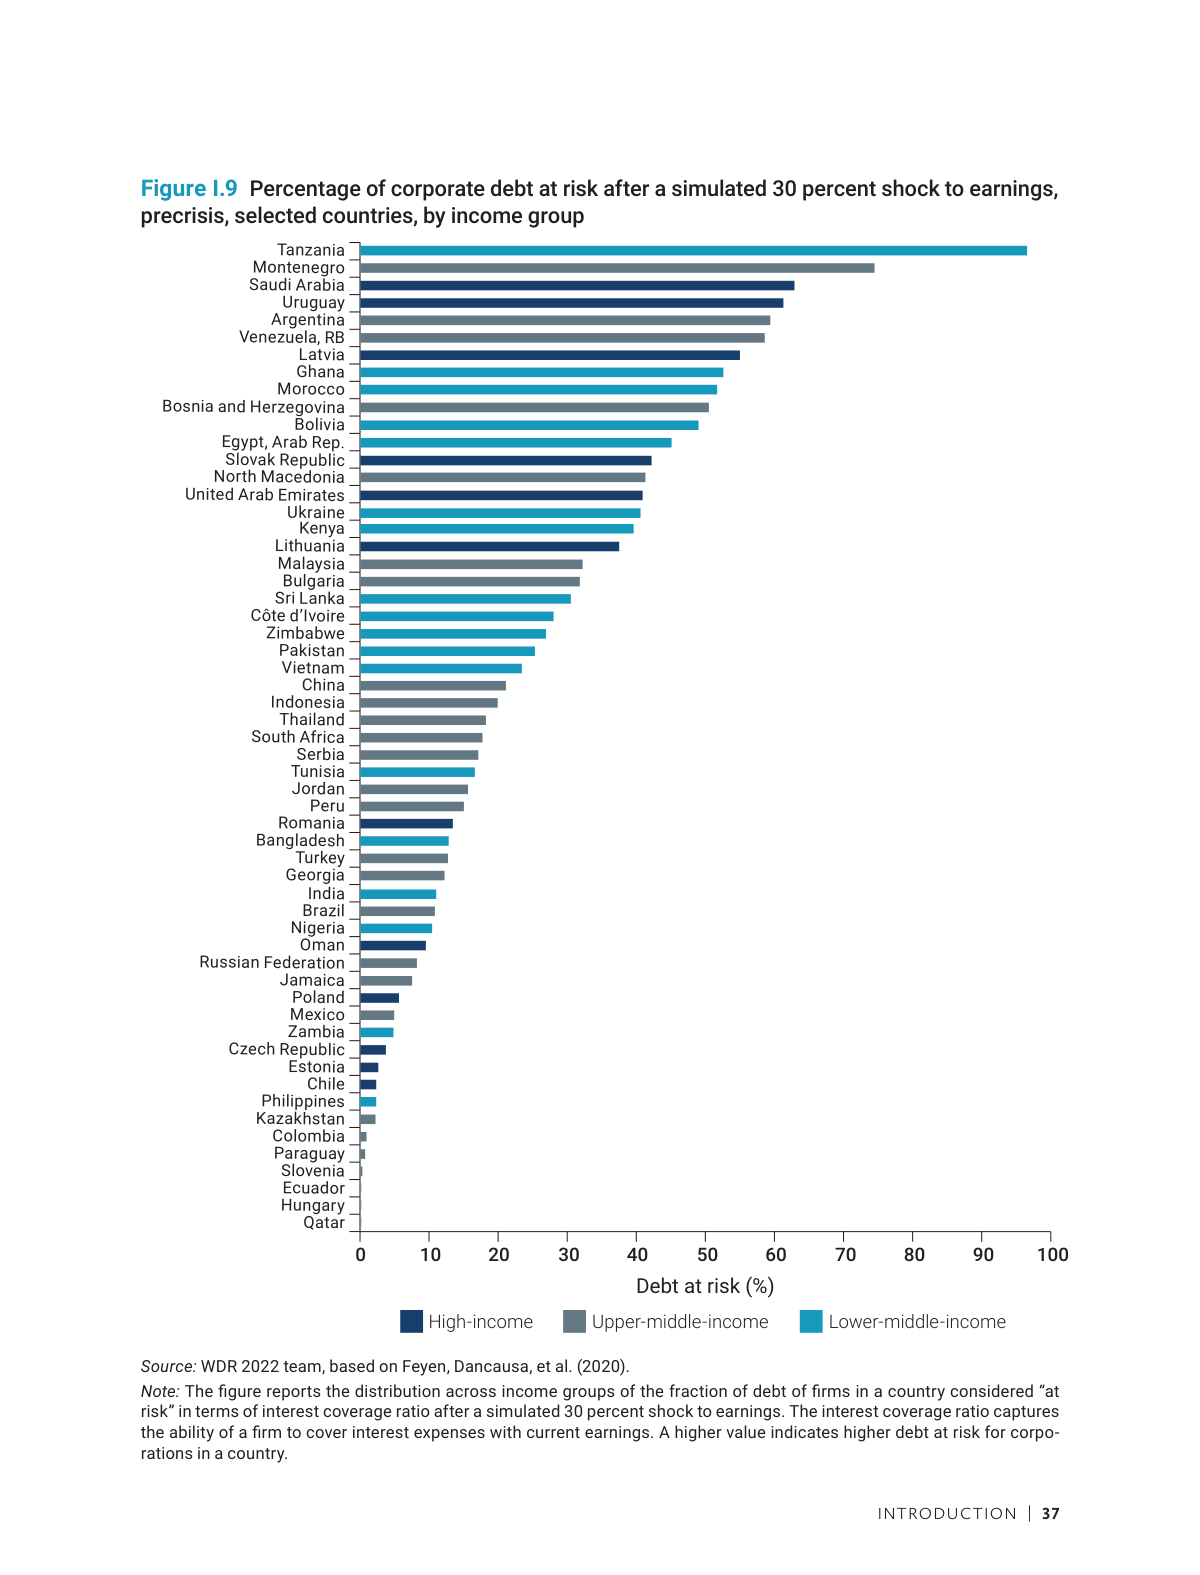 Figure I.9 Percentage of corporate debt at risk after a simulated 30 percent shock to earnings,
precrisis, selected countries, by income group
Tanzania
Montenegro
Saudi Arabia
Uruguay
Argentina
Venezuela, RB
Latvia
Ghana
Morocco
Bosnia and Herzegovina
Bolivia
Egypt, Arab Rep.
Slovak Republic
North Macedonia
United Arab Emirates
Ukraine
Kenya
Lithuania
Malaysia
Bulgaria
Sri Lanka
Côte d’Ivoire
Zimbabwe
Pakistan
Vietnam
China
Indonesia
Thailand
South Africa
Serbia
Tunisia
Jordan
Peru
Romania
Bangladesh
Turkey
Georgia
India
Brazil
Nigeria
Oman
Russian Federation
Jamaica
Poland
Mexico
Zambia
Czech Republic
Estonia
Chile
Philippines
Kazakhstan
Colombia
Paraguay
Slovenia
Ecuador
Hungary
Qatar
0 10 20 30 40 50 60 70 80 90 100
Debt at risk (%)
High-income Upper-middle-income Lower-middle-income
Source: WDR 2022 team, based on Feyen, Dancausa, et al. (2020).
Note: The figure reports the distribution across income groups of the fraction of debt of firms in a country considered “at
risk” in terms of interest coverage ratio after a simulated 30 percent shock to earnings. The interest coverage ratio captures
the ability of a firm to cover interest expenses with current earnings. A higher value indicates higher debt at risk for corpo-
rations in a country.
INTRODUCTION | 37